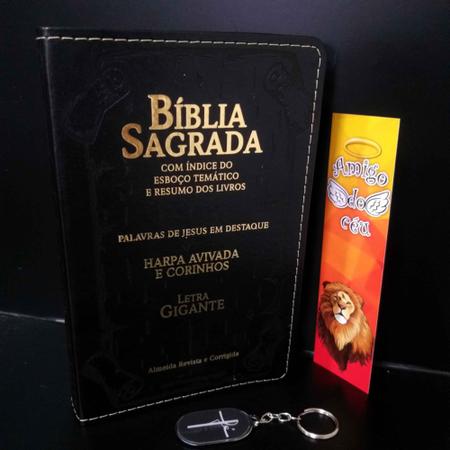 BÍBLIA
SAGRADA
COM ÍNDICE DO
ESBOÇO TEMÁTICO
E RESUMO DOS LIVROS
PALAVRAS DE JESUS EM DESTAQUE
HARPA AVIVADA
E CORINHOS
LETRA
GIGANTE
Almeida Revista e Corrigida
Amigo
do
céu